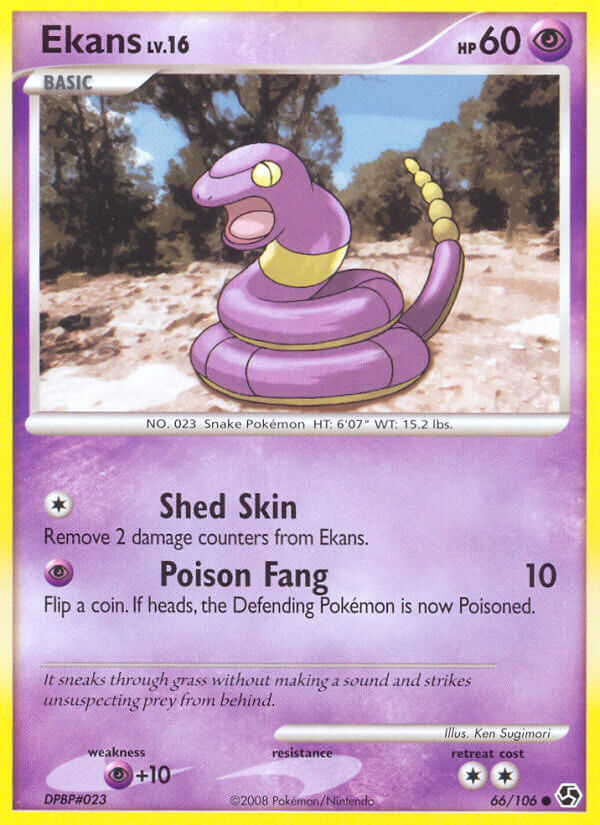 Ekans LV.16
HP 60
BASIC
NO. 023 Snake Pokémon HT: 6'07" WT: 15.2 lbs.
Shed Skin
Remove 2 damage counters from Ekans.
Poison Fang 10
Flip a coin. If heads, the Defending Pokémon is now Poisoned.
It sneaks through grass without making a sound and strikes
unsuspecting prey from behind.
Illus. Ken Sugimori
weakness resistance retreat cost
+10
DPBP#023 ©2008 Pokémon/Nintendo 66/106